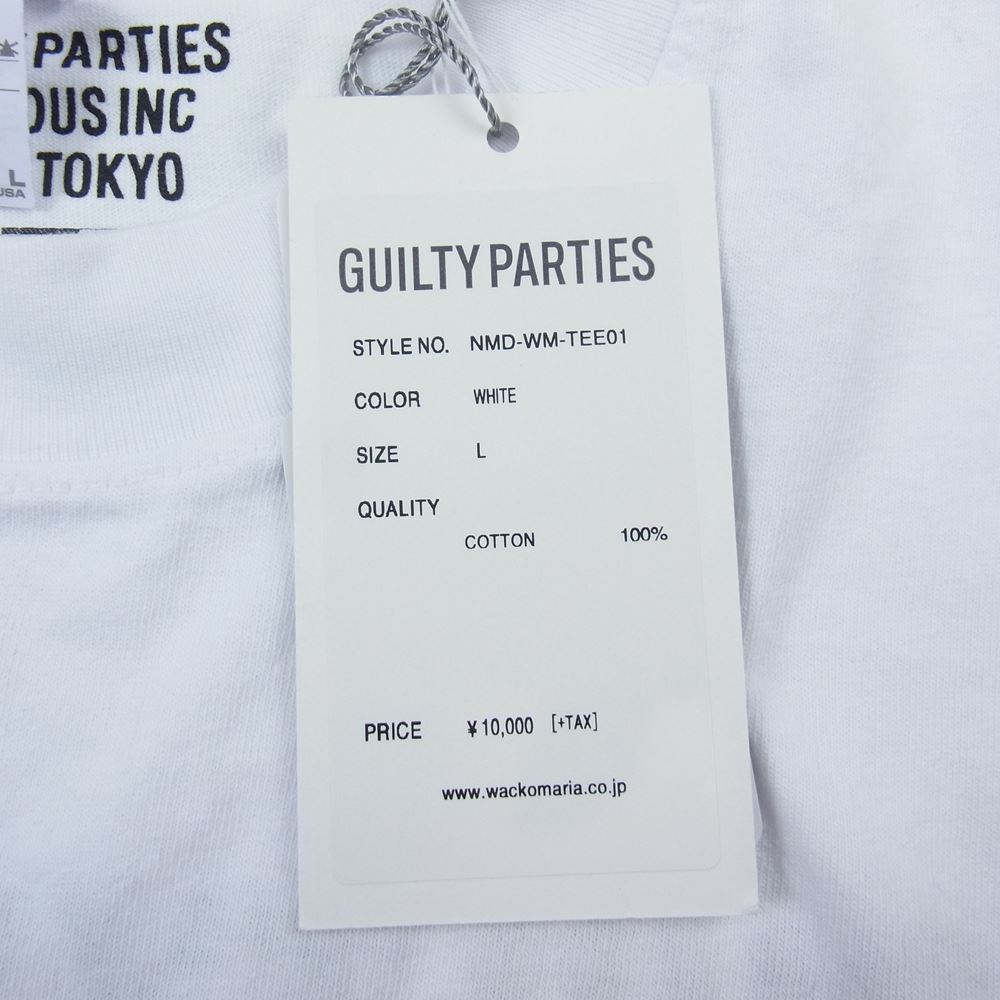 PARTIES
OUS INC
TOKYO
L
USA
GUILTY PARTIES
STYLE NO. NMD-WM-TEE01
COLOR WHITE
SIZE L
QUALITY
COTTON 100%
PRICE ¥10,000 [+TAX]
www.wackomaria.co.jp